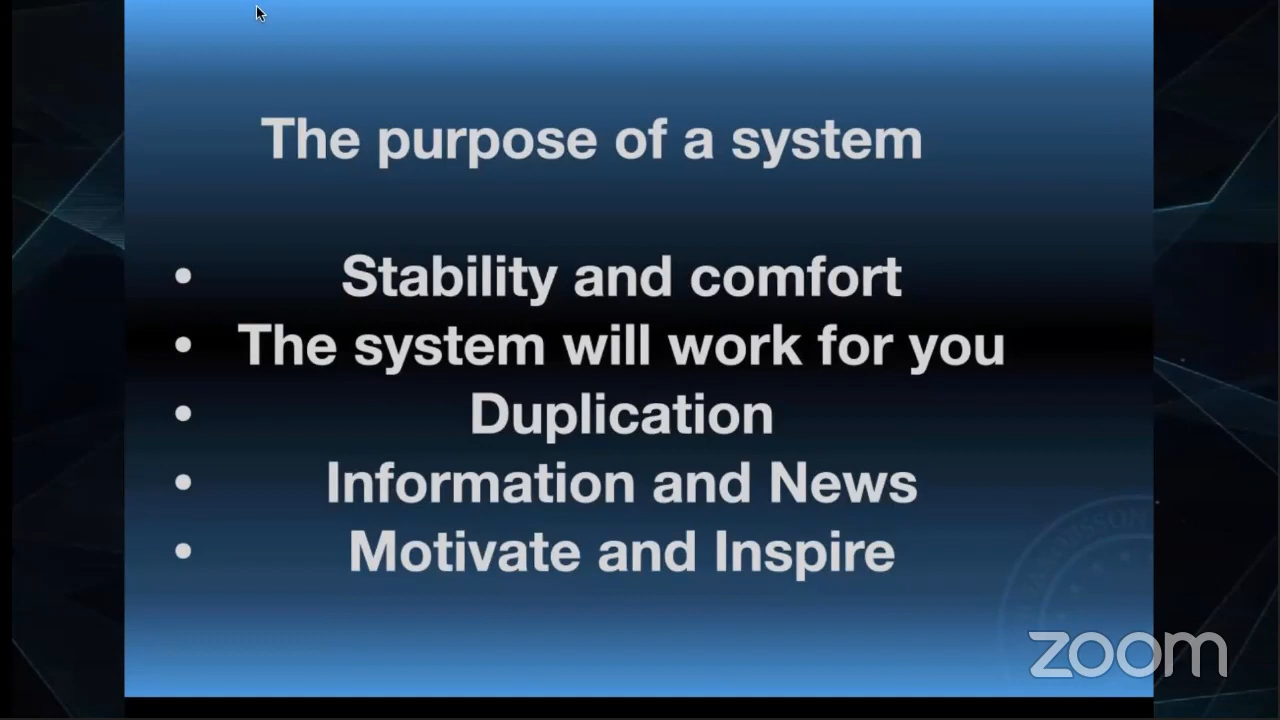 The purpose of a system
• Stability and comfort
• The system will work for you
• Duplication
• Information and News
• Motivate and Inspire
zoom